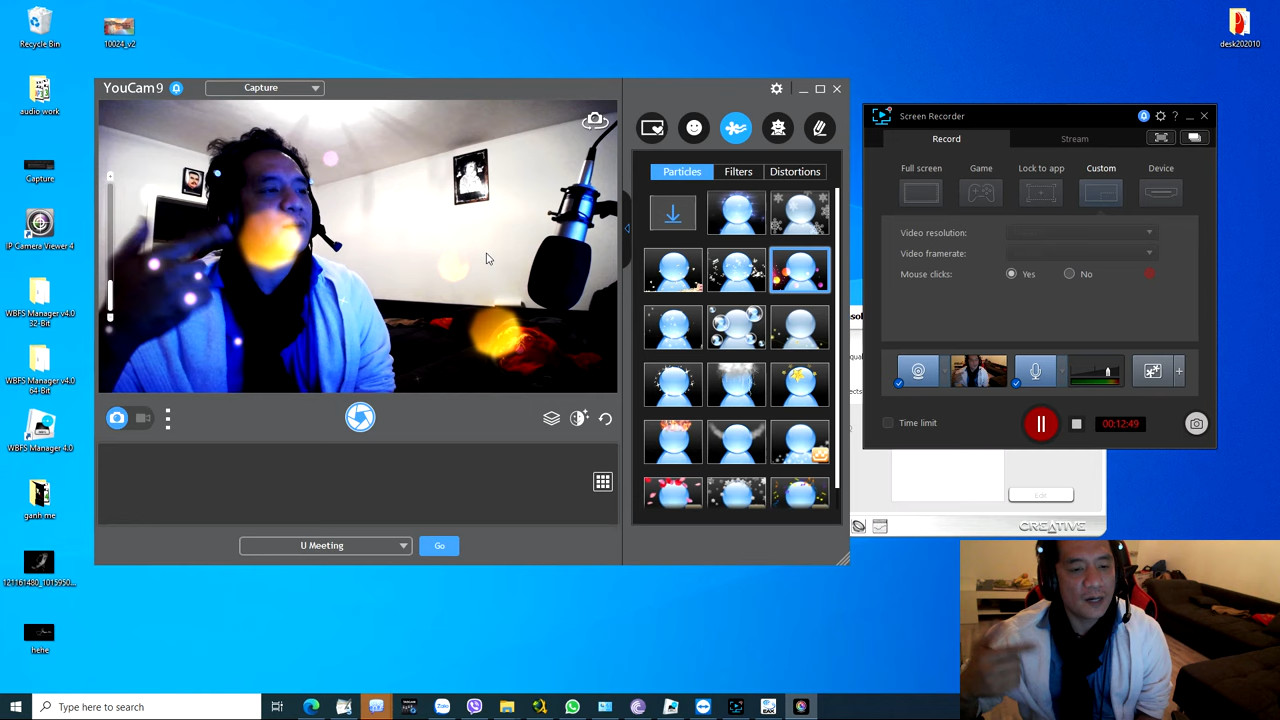 Recycle Bin
10024_v2
desk202010
audio work
Capture
IP Camera Viewer 4
WBFS Manager v4.0
32-Bit
WBFS Manager v4.0
64-Bit
WBFS Manager 4.0
ganh me
121161480_1015950...
hehe
YouCam 9
Capture
Particles
Filters
Distortions
U Meeting
Go
Screen Recorder
Record
Stream
Full screen
Game
Lock to app
Custom
Device
Video resolution:
Video framerate:
Mouse clicks:
Yes
No
Time limit
00:12:49
Edit
CREATIVE
Type here to search
Zalo